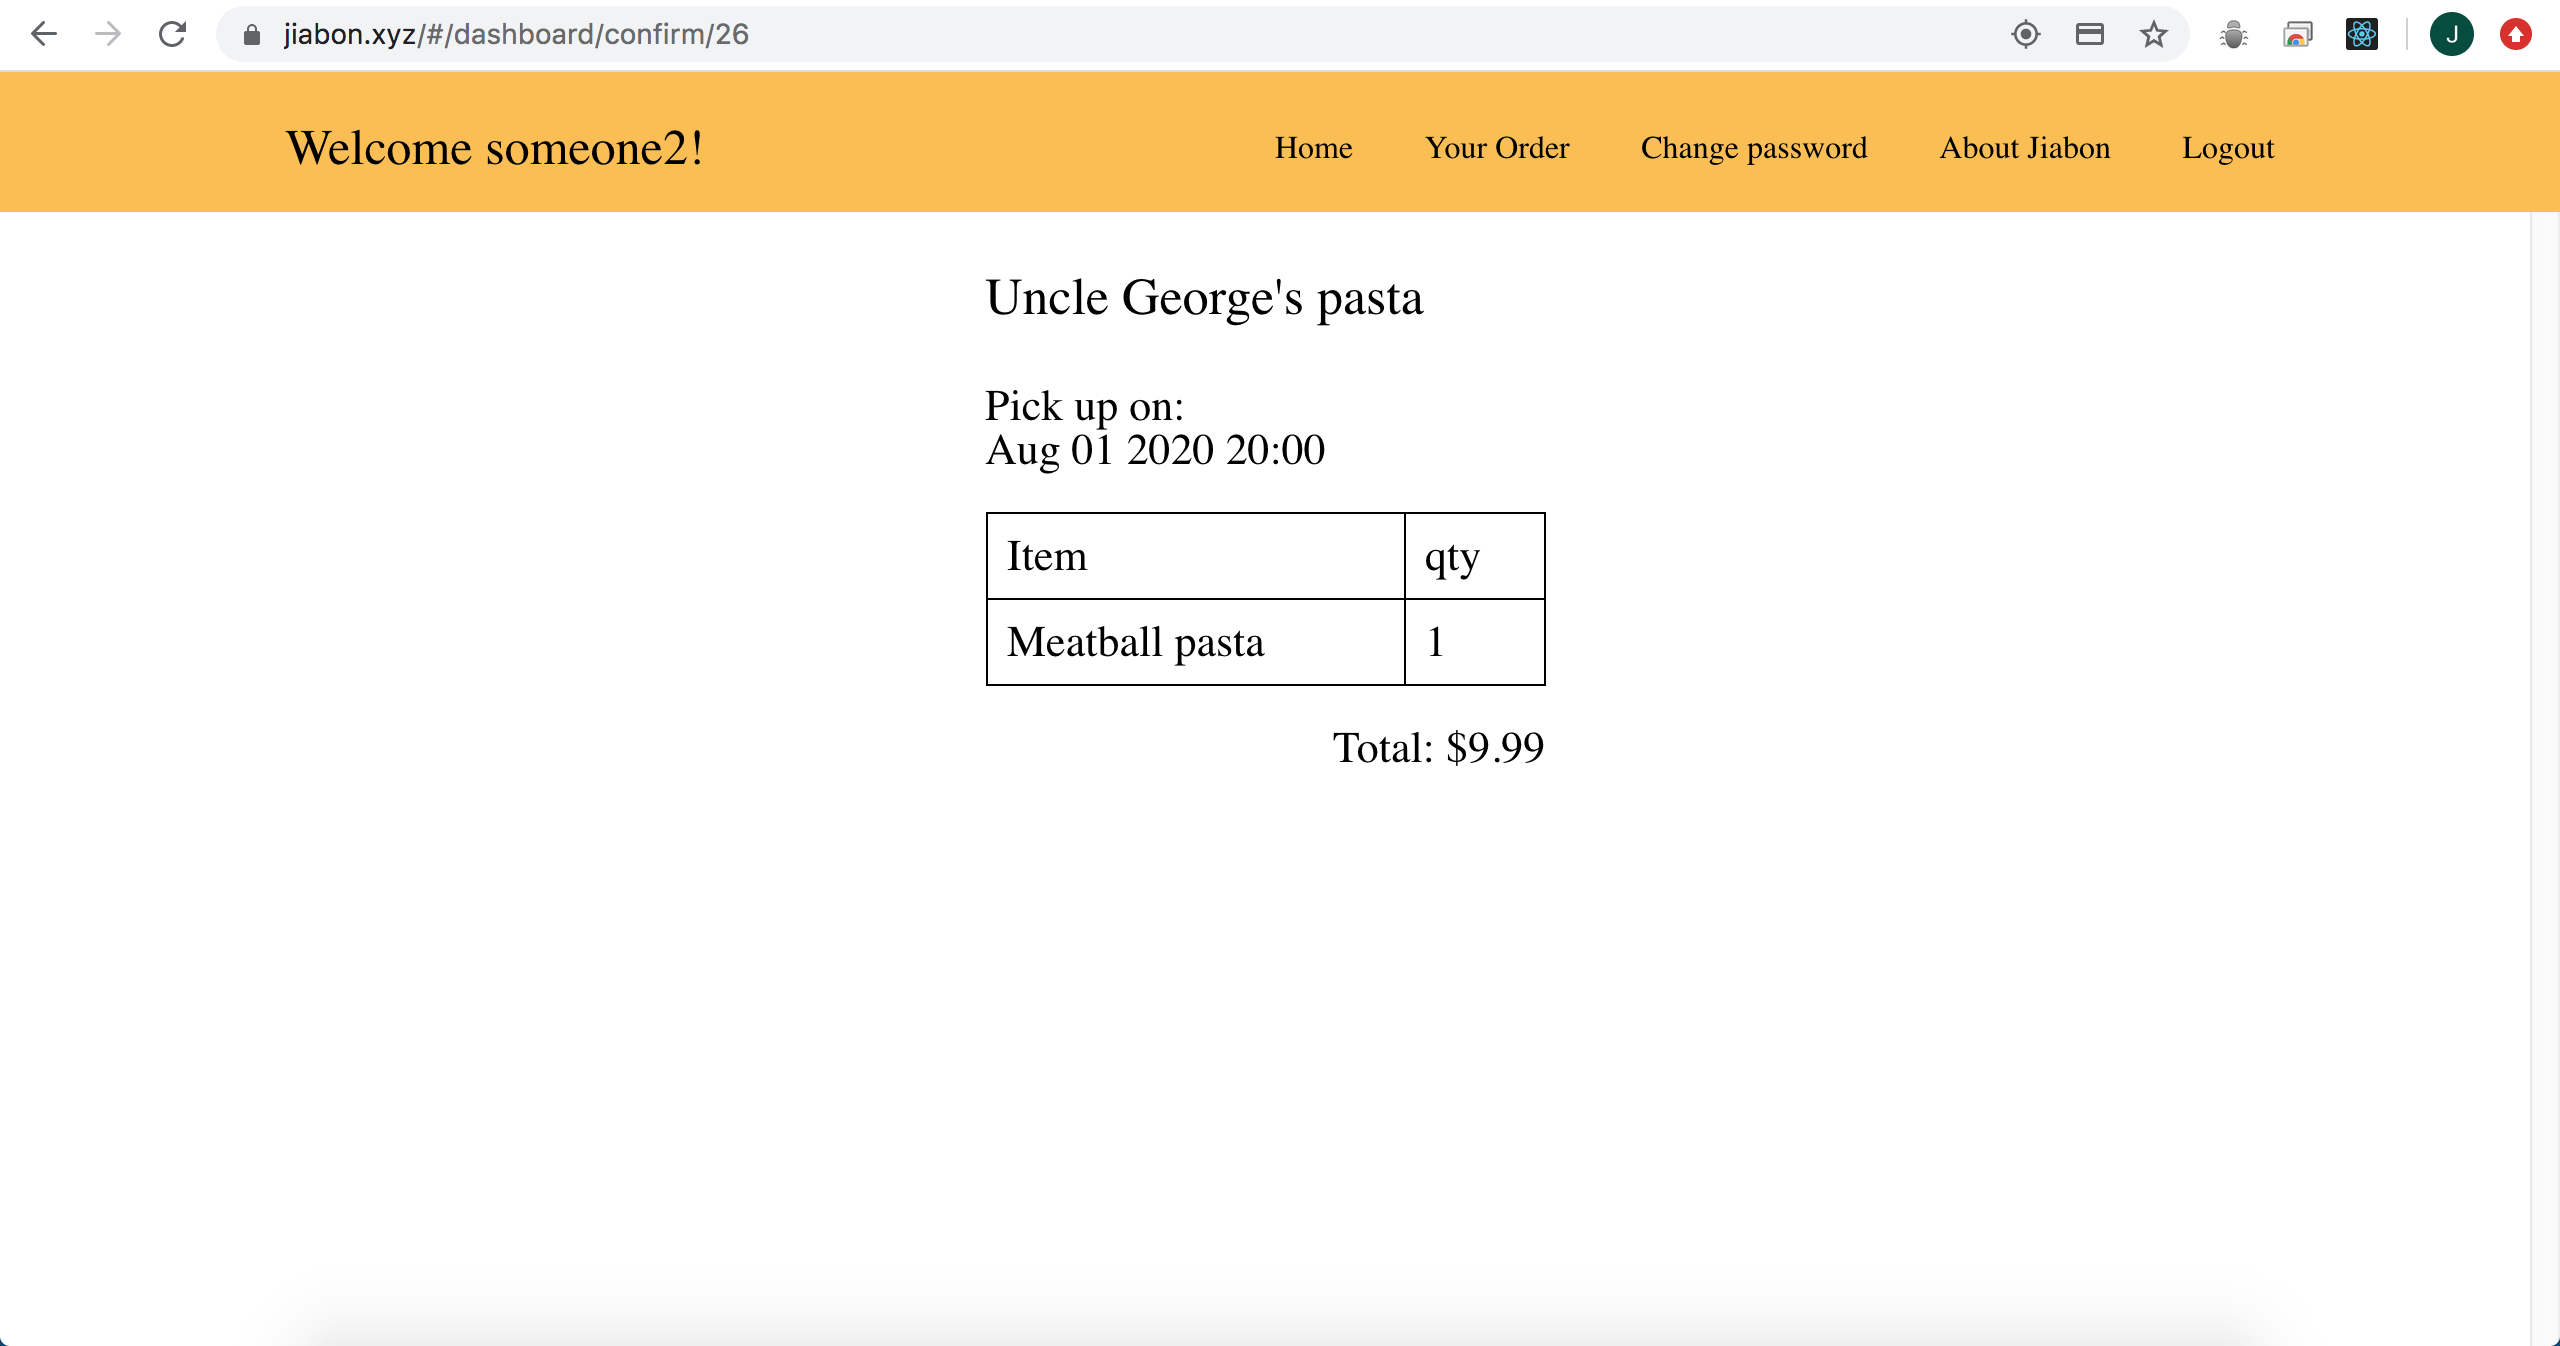 jiabon.xyz/#/dashboard/confirm/26
J
Welcome someone2!
Home Your Order Change password About Jiabon Logout
Uncle George's pasta
Pick up on:
Aug 01 2020 20:00
Item qty
Meatball pasta 1
Total: $9.99